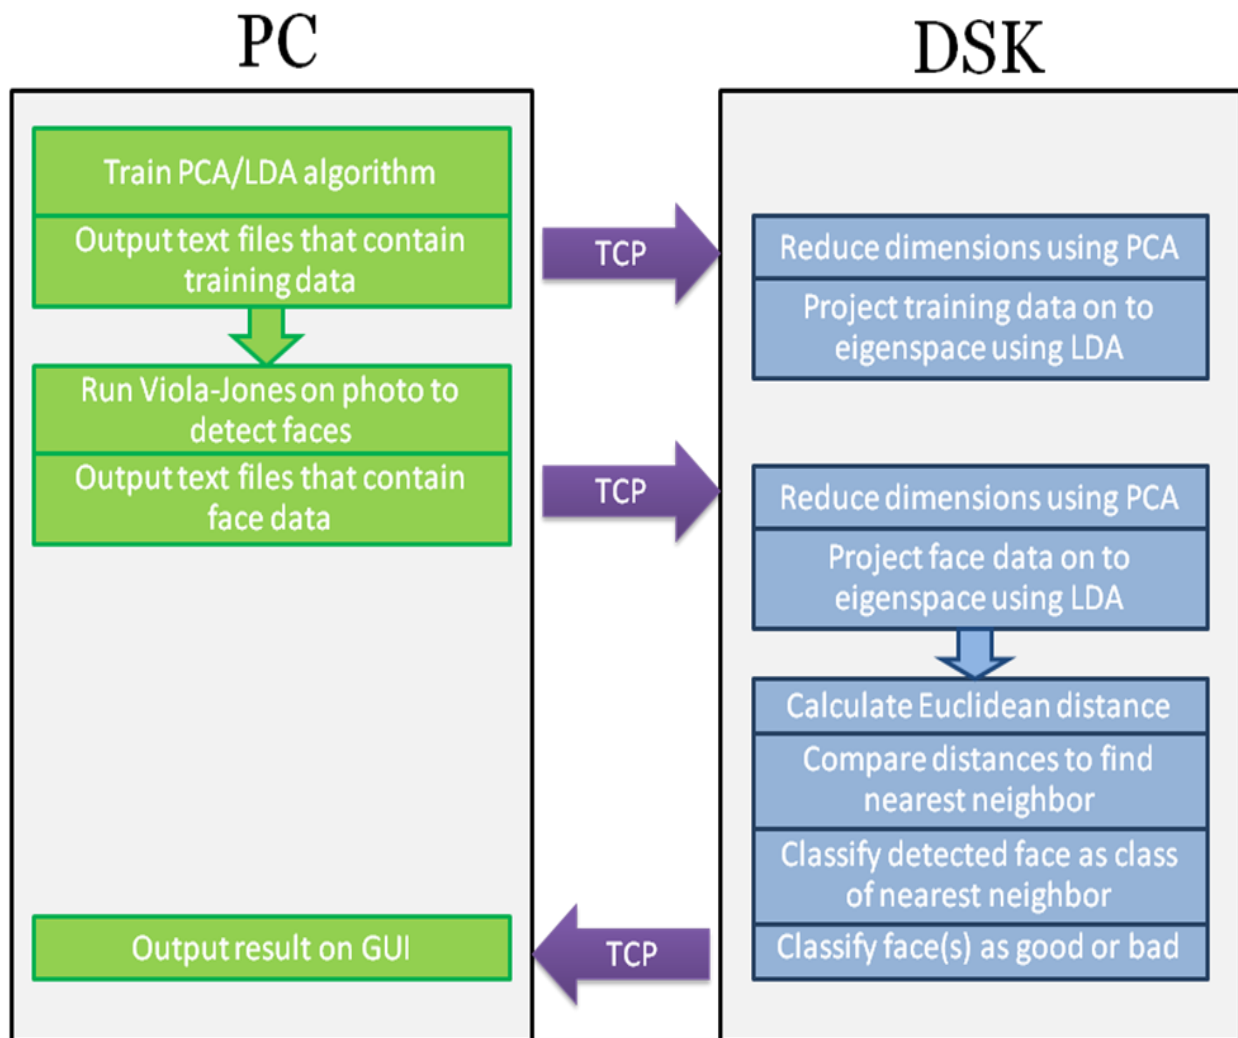 PC
DSK
Train PCA/LDA algorithm
Output text files that contain
training data
TCP
Reduce dimensions using PCA
Project training data on to
eigenspace using LDA
Run Viola-Jones on photo to
detect faces
Output text files that contain
face data
TCP
Reduce dimensions using PCA
Project face data on to
eigenspace using LDA
Calculate Euclidean distance
Compare distances to find
nearest neighbor
Classify detected face as class
of nearest neighbor
Classify face(s) as good or bad
TCP
Output result on GUI